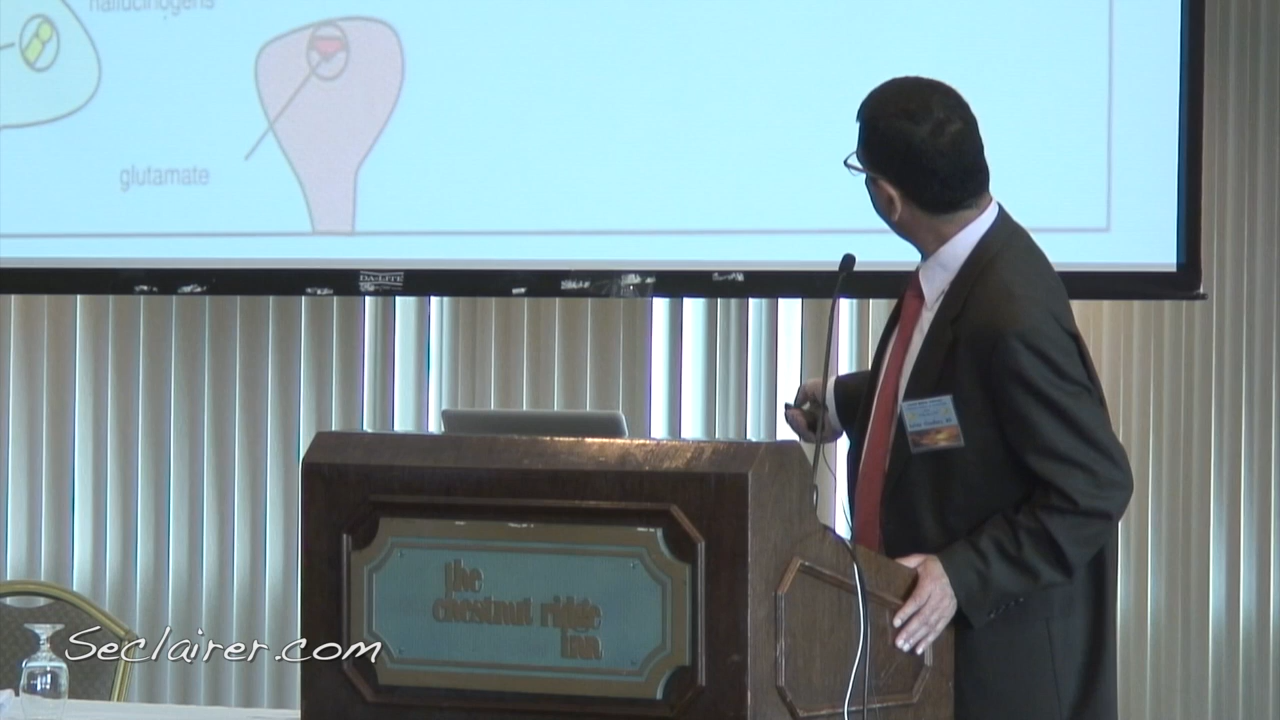 hallucinogens
glutamate
DA-LITE
the
chestnut ridge
Inn
Seclairer.com